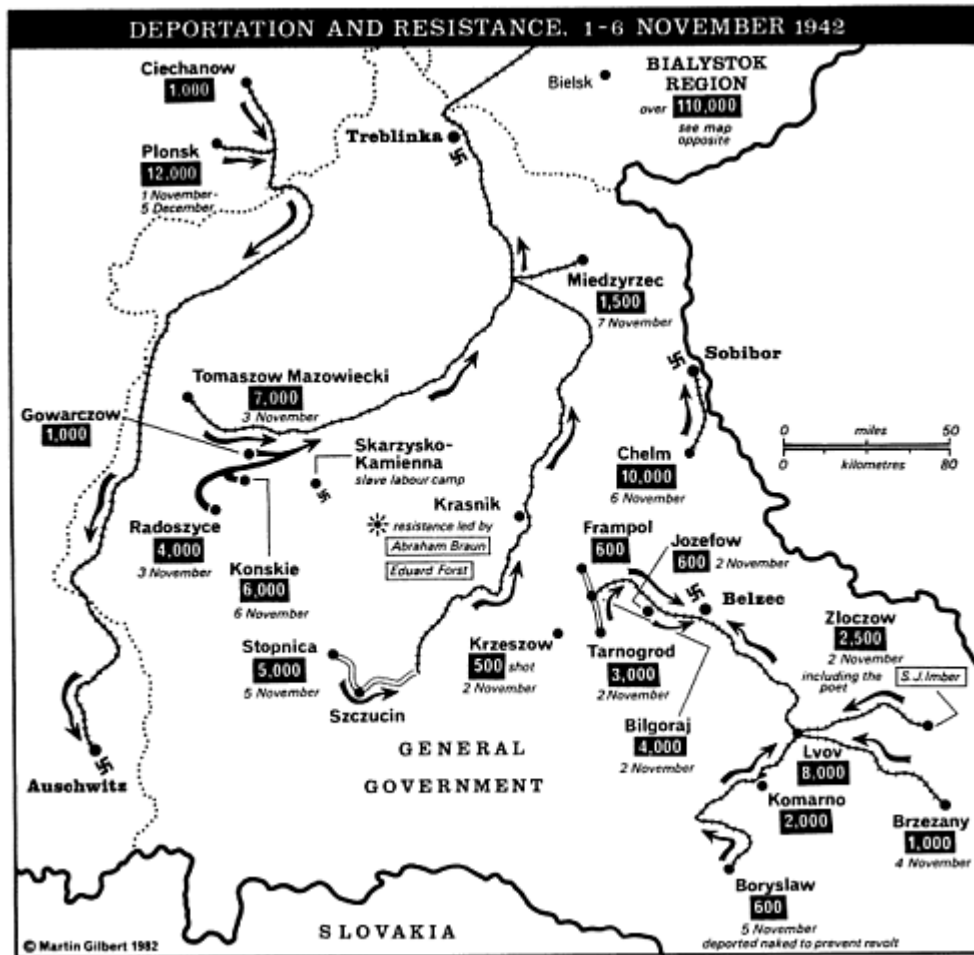 DEPORTATION AND RESISTANCE, 1-6 NOVEMBER 1942
Ciechanow
1,000
Plonsk
12,000
1 November-
5 December
Treblinka
Bielsk
BIALYSTOK
REGION
over 110,000
see map
opposite
Miedzyrzec
1,500
7 November
Sobibor
Tomaszow Mazowiecki
7,000
3 November
Gowarczow
1,000
Skarzysko-
Kamienna
slave labour camp
0 miles 50
0 kilometres 80
Chelm
10,000
6 November
Krasnik
resistance led by
Abraham Braun
Eduard Forst
Radoszyce
4,000
3 November
Konskie
6,000
6 November
Frampol
600
Jozefow
600 2 November
Belzec
Stopnica
5,000
5 November
Szczucin
Krzeszow
500 shot
2 November
Tarnogrod
3,000
2 November
Bilgoraj
4,000
2 November
Zloczow
2,500
2 November
including the
poet
S.J.Imber
Auschwitz
GENERAL
GOVERNMENT
Lvov
8,000
Komarno
2,000
Brzezany
1,000
4 November
Boryslaw
600
5 November
deported naked to prevent revolt
SLOVAKIA
© Martin Gilbert 1982